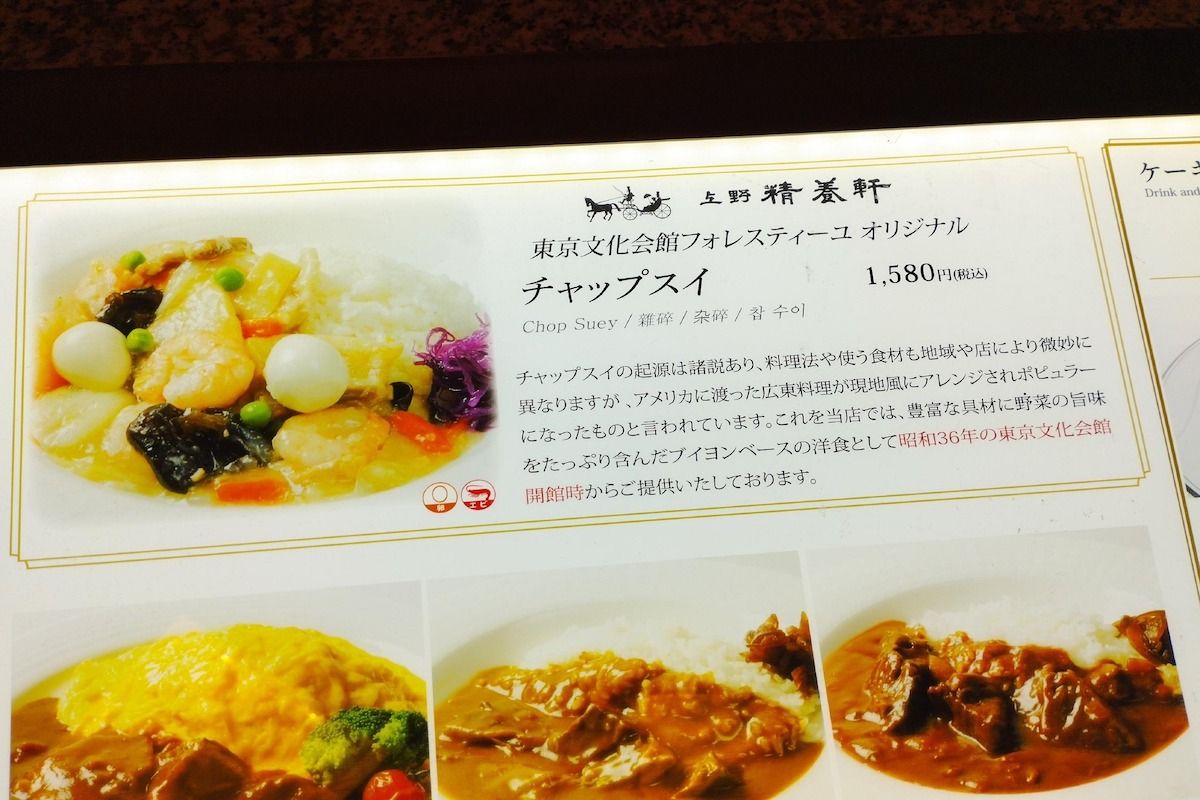 上野 精養軒
東京文化会館フォレスティーユ オリジナル
チャップスイ 1,580円(税込)
Chop Suey / 雜碎 / 杂碎 / 찹 수이
チャップスイの起源は諸説あり、料理法や使う食材も地域や店により微妙に
異なりますが、アメリカに渡った広東料理が現地風にアレンジされポピュラー
になったものと言われています。これを当店では、豊富な具材に野菜の旨味
をたっぷり含んだブイヨンベースの洋食として昭和36年の東京文化会館
開館時からご提供いたしております。
卵 エビ
ケーキ
Drink and